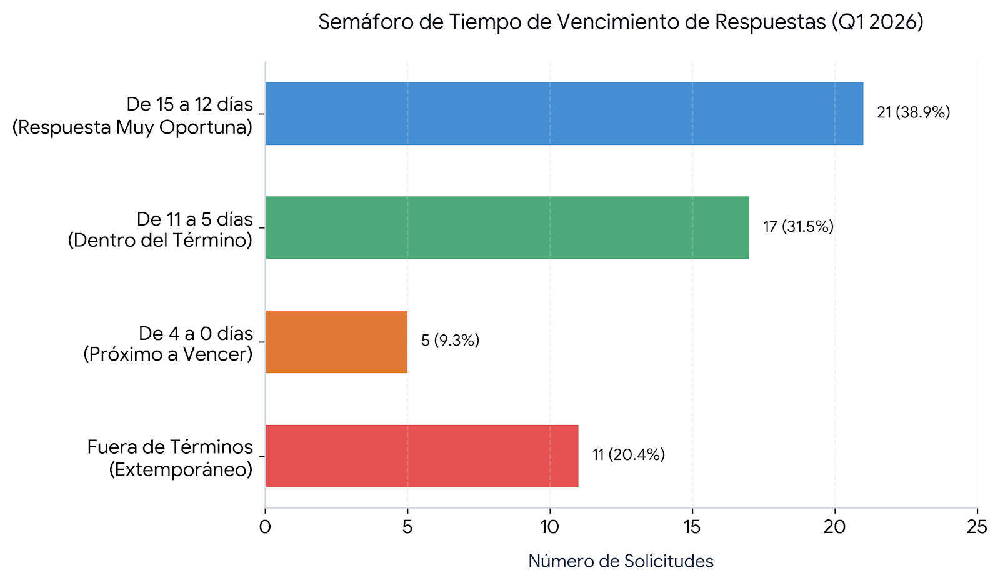 Semáforo de Tiempo de Vencimiento de Respuestas (Q1 2026)
De 15 a 12 días
(Respuesta Muy Oportuna)
21 (38.9%)
De 11 a 5 días
(Dentro del Término)
17 (31.5%)
De 4 a 0 días
(Próximo a Vencer)
5 (9.3%)
Fuera de Términos
(Extemporáneo)
11 (20.4%)
0 5 10 15 20 25
Número de Solicitudes